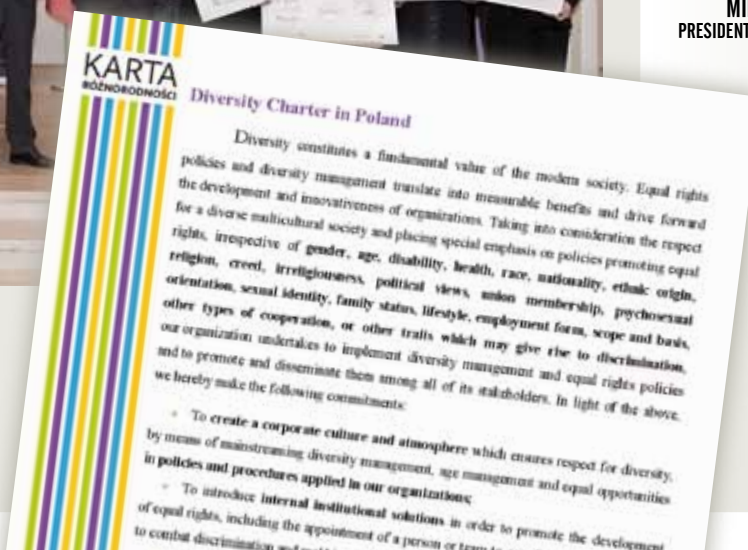 MI
PRESIDENT
KARTA
RÓŻNORODNOŚCI
Diversity Charter in Poland
Diversity constitutes a fundamental value of the modern society. Equal rights
policies and diversity management translate into measurable benefits and drive forward
the development and innovativeness of organizations. Taking into consideration the respect
for a diverse multicultural society and placing special emphasis on policies promoting equal
rights, irrespective of gender, age, disability, health, race, nationality, ethnic origin,
religion, creed, irreligiousness, political views, union membership, psychosexual
orientation, sexual identity, family status, lifestyle, employment form, scope and basis,
other types of cooperation, or other traits which may give rise to discrimination,
our organization undertakes to implement diversity management and equal rights policies
and to promote and disseminate them among all of its stakeholders. In light of the above,
we hereby make the following commitments:
To create a corporate culture and atmosphere which ensures respect for diversity,
by means of mainstreaming diversity management, age management and equal opportunities
in policies and procedures applied in our organizations;
To introduce internal institutional solutions in order to promote the development
of equal rights, including the appointment of a person or
to combat discrimination and